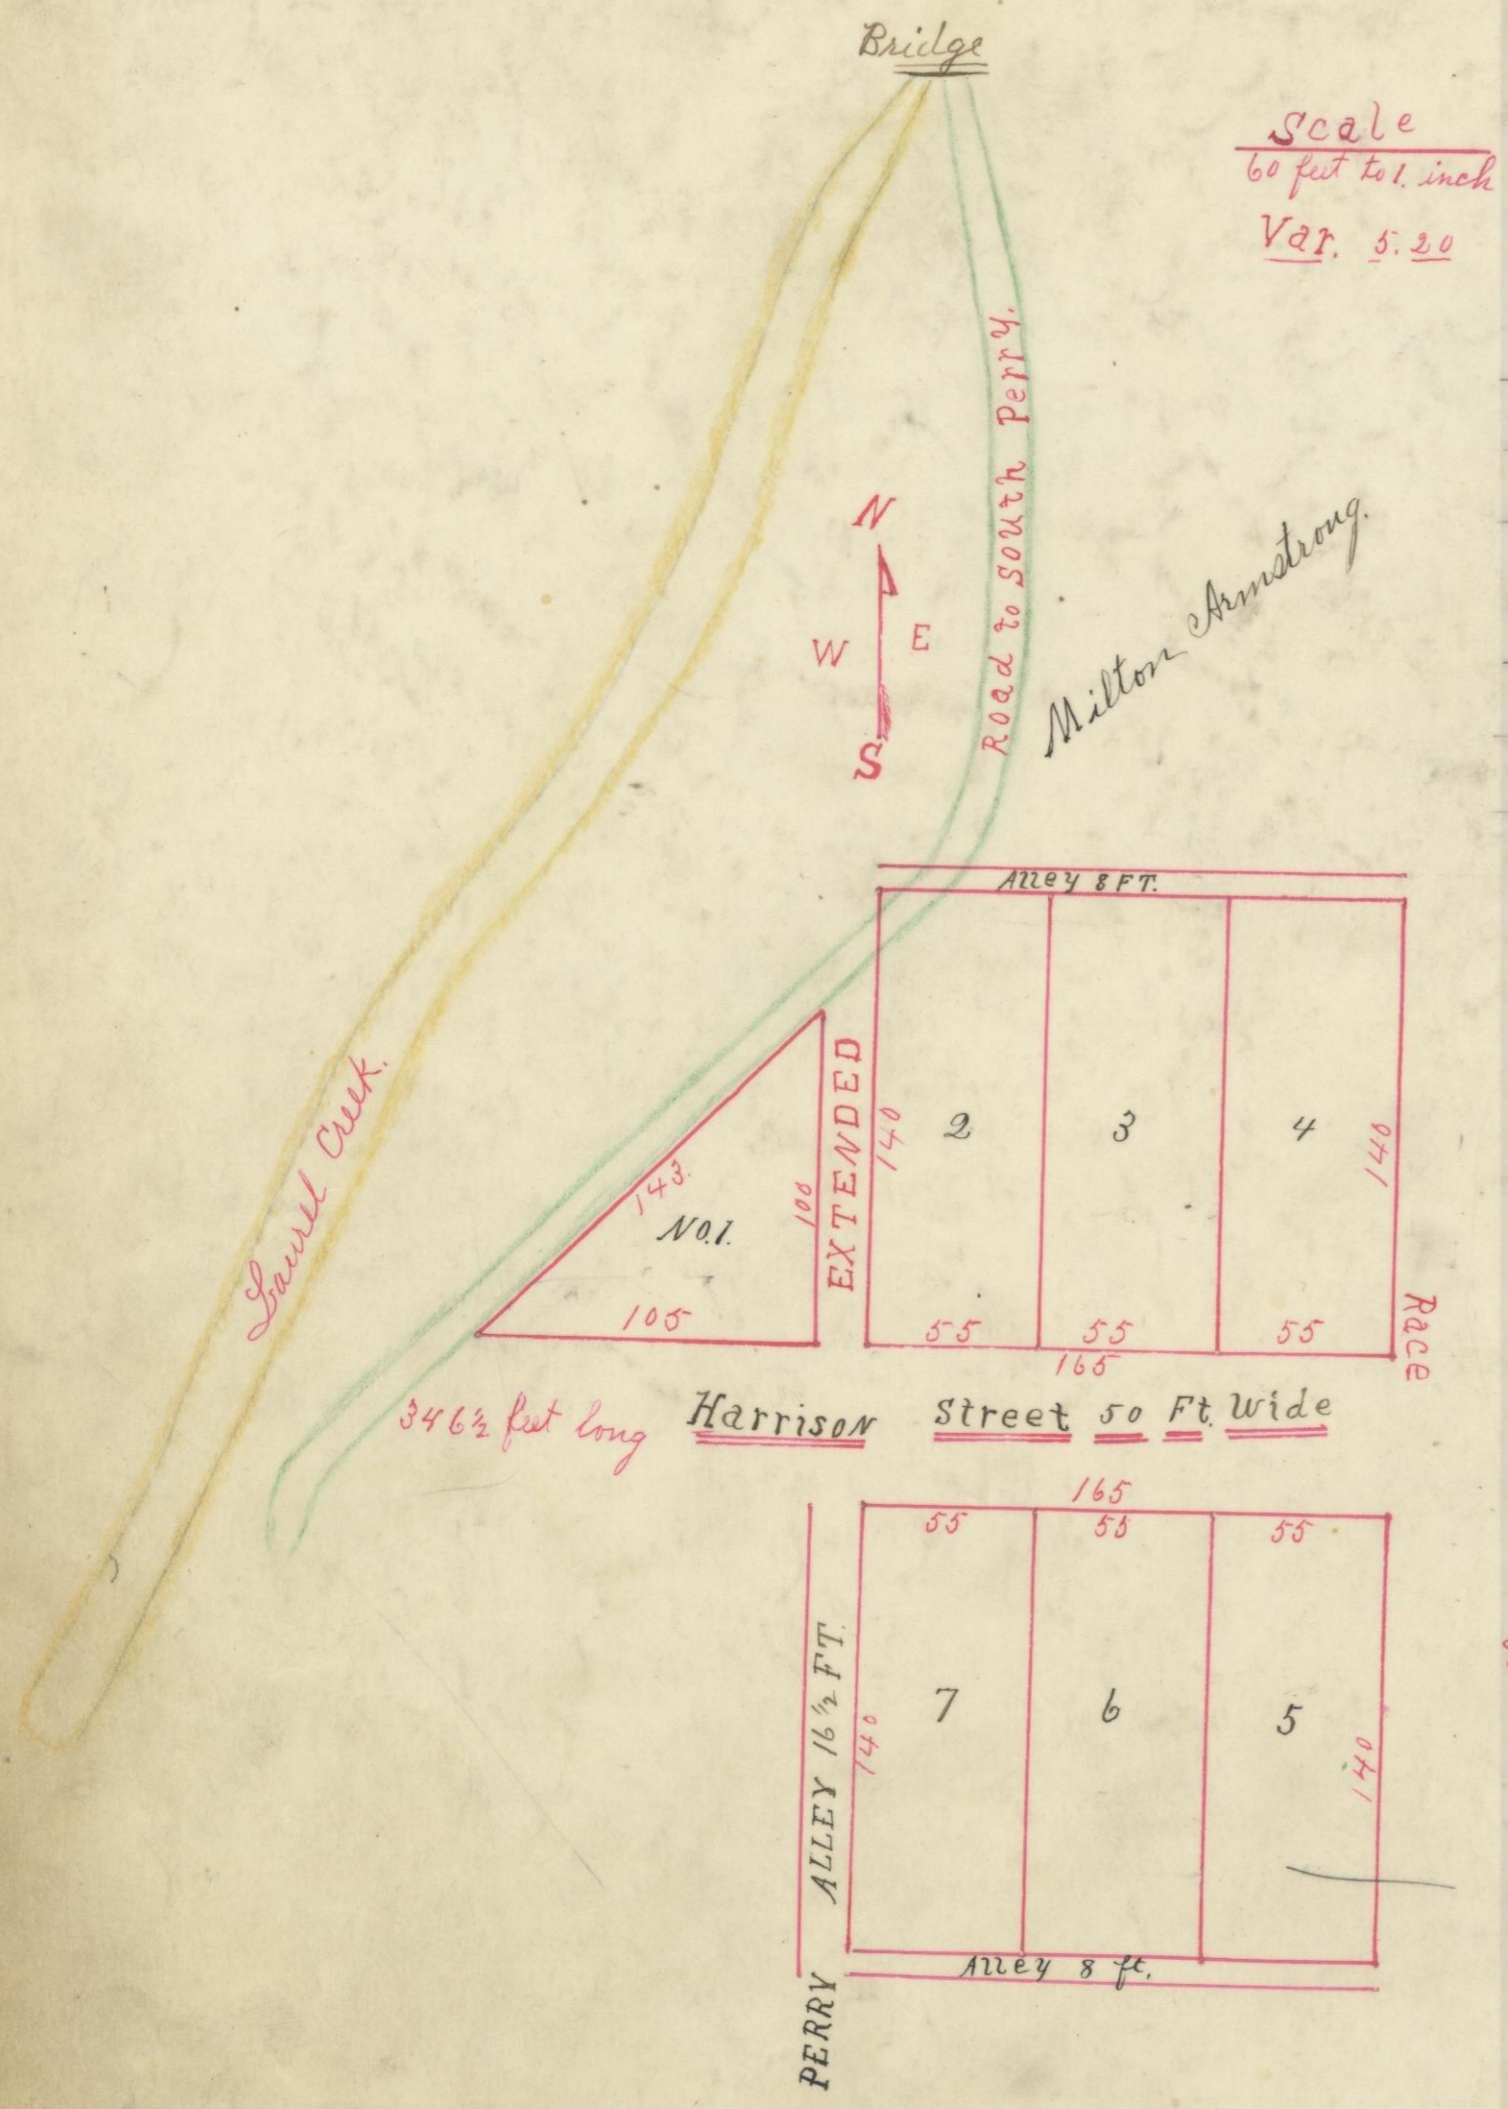 Bridge
Scale
60 feet to 1. inch
Var. 5.20
Road to South Perry.
N
W E
S
Milton Armstrong.
Alley 8 FT.
Laurel Creek.
EXTENDED
2
3
4
140
140
143.
100
NO.1.
105
55
55
55
165
Race
346½ feet long
Harrison Street 50 Ft. Wide
165
55
55
55
PERRY ALLEY 16½ FT.
7
6
5
140
140
Alley 8 ft.